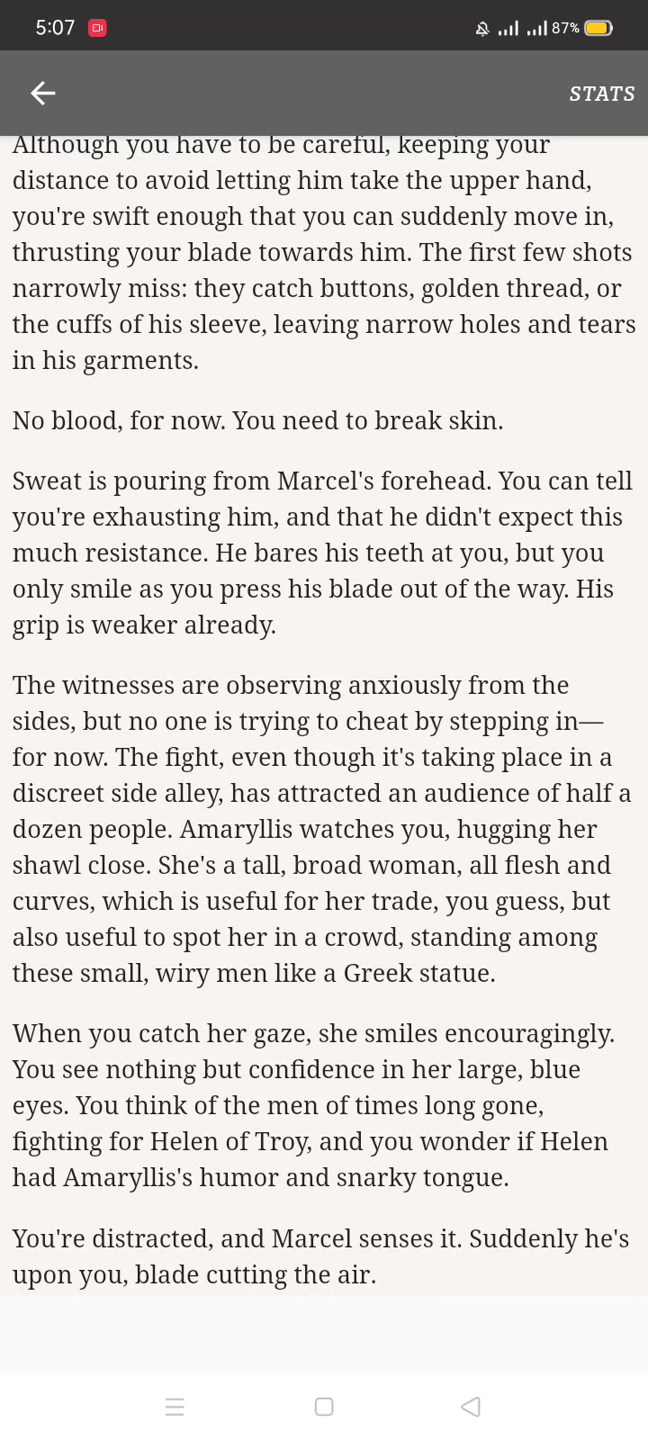 5:07
87%
STATS
Although you have to be careful, keeping your
distance to avoid letting him take the upper hand,
you're swift enough that you can suddenly move in,
thrusting your blade towards him. The first few shots
narrowly miss: they catch buttons, golden thread, or
the cuffs of his sleeve, leaving narrow holes and tears
in his garments.
No blood, for now. You need to break skin.
Sweat is pouring from Marcel's forehead. You can tell
you're exhausting him, and that he didn't expect this
much resistance. He bares his teeth at you, but you
only smile as you press his blade out of the way. His
grip is weaker already.
The witnesses are observing anxiously from the
sides, but no one is trying to cheat by stepping in—
for now. The fight, even though it's taking place in a
discreet side alley, has attracted an audience of half a
dozen people. Amaryllis watches you, hugging her
shawl close. She's a tall, broad woman, all flesh and
curves, which is useful for her trade, you guess, but
also useful to spot her in a crowd, standing among
these small, wiry men like a Greek statue.
When you catch her gaze, she smiles encouragingly.
You see nothing but confidence in her large, blue
eyes. You think of the men of times long gone,
fighting for Helen of Troy, and you wonder if Helen
had Amaryllis's humor and snarky tongue.
You're distracted, and Marcel senses it. Suddenly he's
upon you, blade cutting the air.